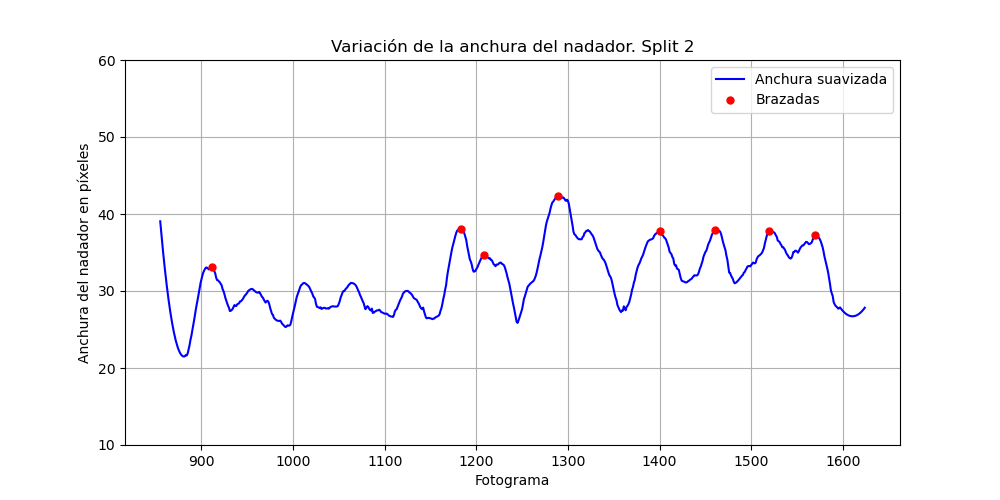 Variación de la anchura del nadador. Split 2
Anchura suavizada
Brazadas
Anchura del nadador en píxeles
60
50
40
30
20
10
900
1000
1100
1200
1300
1400
1500
1600
Fotograma